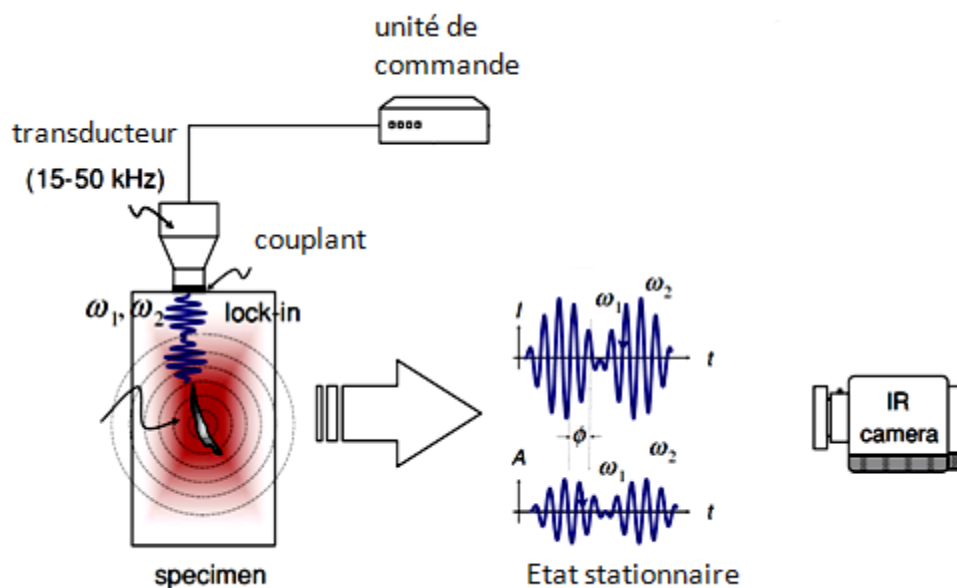 unité de
commande
transducteur
(15-50 kHz)
couplant
ω₁, ω₂ lock-in
specimen
I
ω₁ ω₂
t
ϕ
A
ω₁ ω₂
t
Etat stationnaire
IR
camera